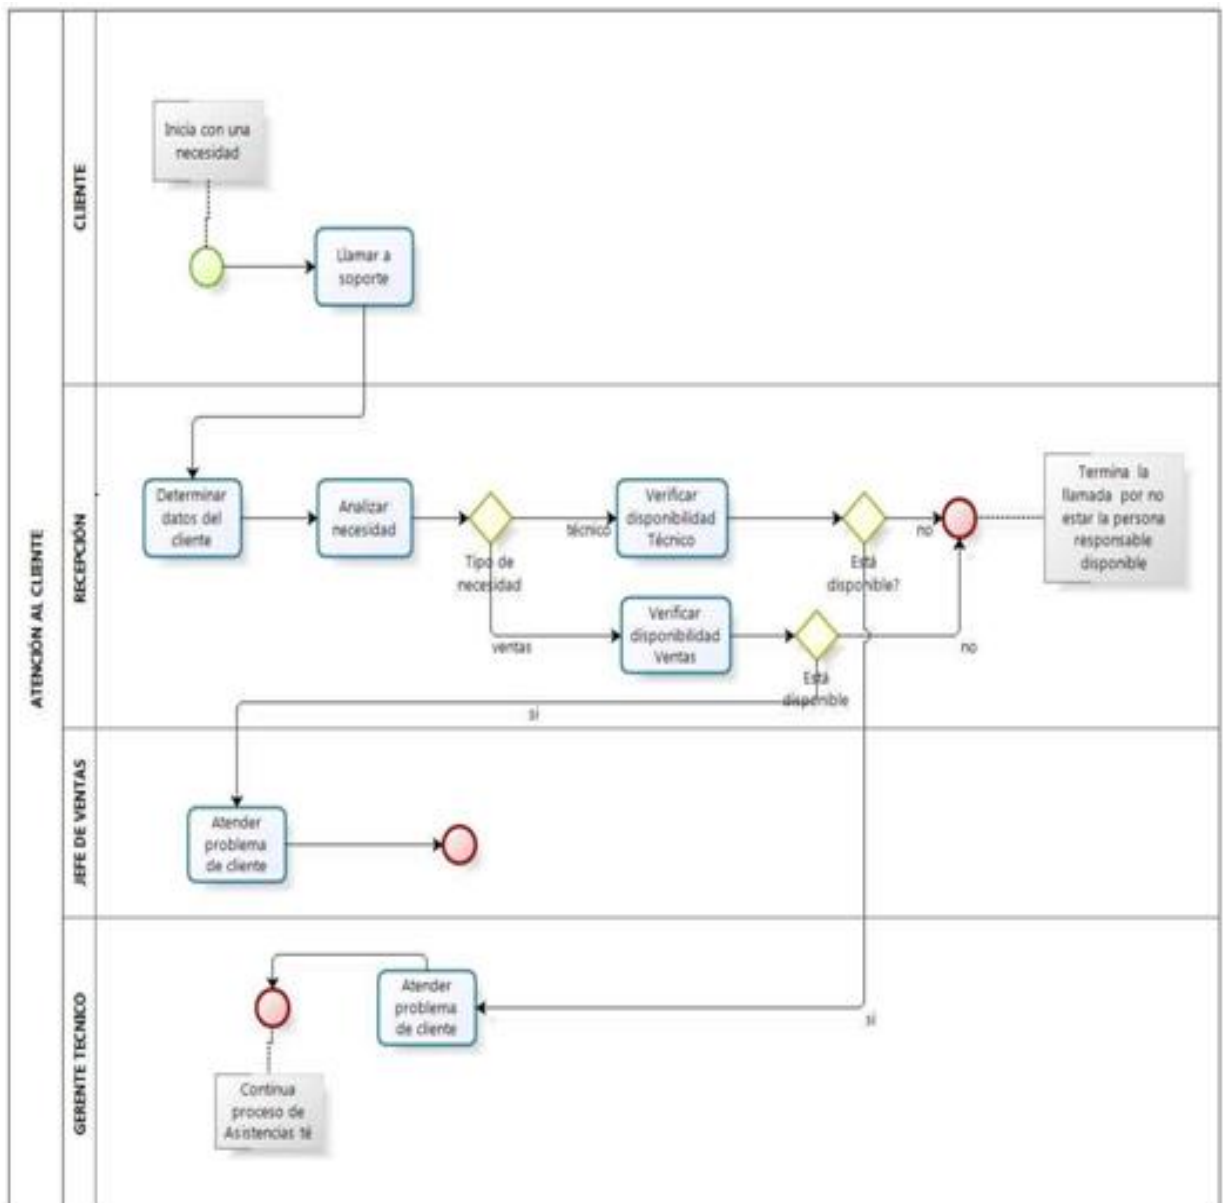 ATENCIÓN AL CLIENTE
CLIENTE
Inicia con una
necesidad
Llamar a
soporte
RECEPCIÓN
Determinar
datos del
cliente
Analizar
necesidad
Tipo de
necesidad
técnico
Verificar
disponibilidad
Técnico
Está
disponible?
no
Termina la
llamada por no
estar la persona
responsable
disponible
ventas
Verificar
disponibilidad
Ventas
Está
disponible
no
si
JEFE DE VENTAS
Atender
problema
de cliente
GERENTE TECNICO
Atender
problema
de cliente
si
Continua
proceso de
Asistencias té